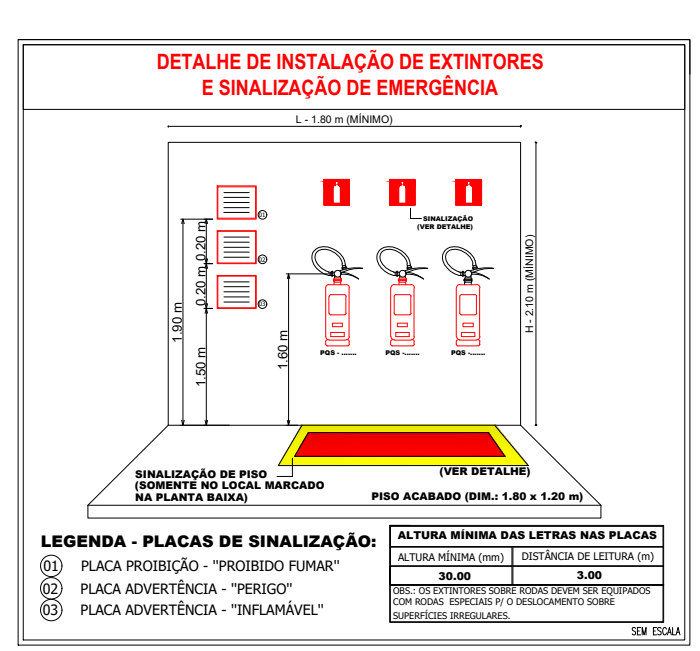 DETALHE DE INSTALAÇÃO DE EXTINTORES
E SINALIZAÇÃO DE EMERGÊNCIA
L - 1.80 m (MÍNIMO)
01
02
03
0.20 m
0.20 m
1.90 m
1.50 m
1.60 m
SINALIZAÇÃO
(VER DETALHE)
H - 2.10 m (MÍNIMO)
PQS - .......
PQS -.......
PQS -.......
SINALIZAÇÃO DE PISO
(SOMENTE NO LOCAL MARCADO
NA PLANTA BAIXA)
(VER DETALHE)
PISO ACABADO (DIM.: 1.80 x 1.20 m)
LEGENDA - PLACAS DE SINALIZAÇÃO:
01 PLACA PROIBIÇÃO - "PROIBIDO FUMAR"
02 PLACA ADVERTÊNCIA - "PERIGO"
03 PLACA ADVERTÊNCIA - "INFLAMÁVEL"
ALTURA MÍNIMA DAS LETRAS NAS PLACAS
ALTURA MÍNIMA (mm) DISTÂNCIA DE LEITURA (m)
30.00 3.00
OBS.: OS EXTINTORES SOBRE RODAS DEVEM SER EQUIPADOS
COM RODAS ESPECIAIS P/ O DESLOCAMENTO SOBRE
SUPERFÍCIES IRREGULARES.
SEM ESCALA